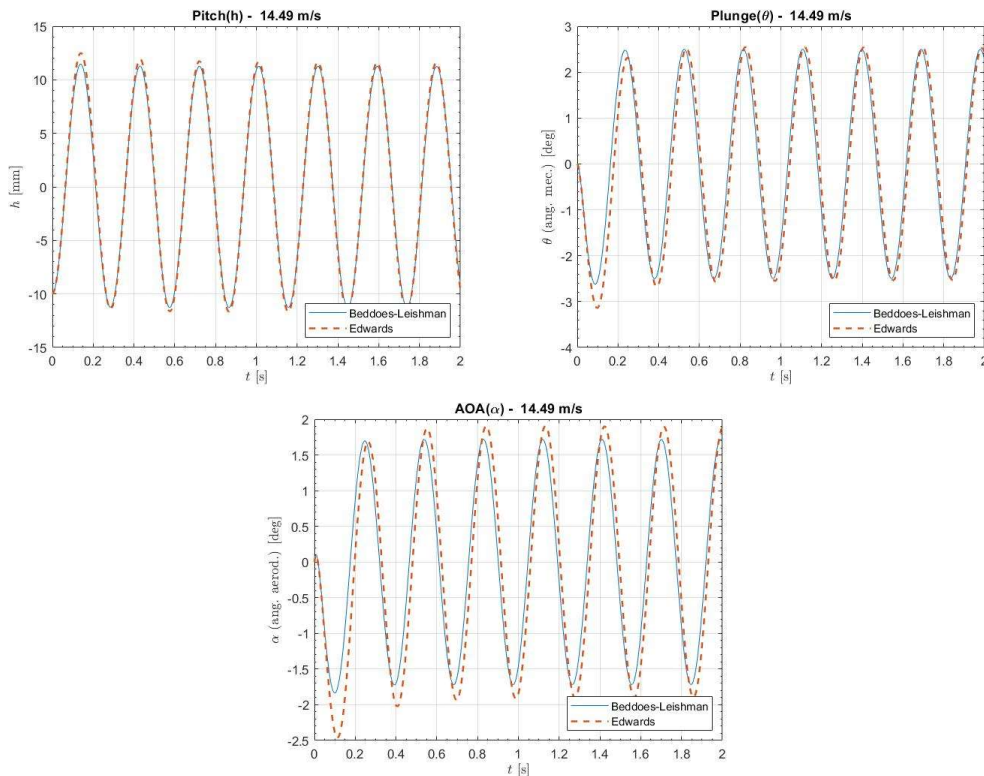 Pitch(h) -  14.49 m/s
15
10
5
0
-5
-10
-15
h [mm]
0 0.2 0.4 0.6 0.8 1 1.2 1.4 1.6 1.8 2
t [s]
Beddoes-Leishman
Edwards
Plunge(θ) -  14.49 m/s
3
2
1
0
-1
-2
-3
-4
θ (ang. mec.) [deg]
0 0.2 0.4 0.6 0.8 1 1.2 1.4 1.6 1.8 2
t [s]
Beddoes-Leishman
Edwards
AOA(α) -  14.49 m/s
2
1.5
1
0.5
0
-0.5
-1
-1.5
-2
-2.5
α (ang. aerod.) [deg]
0 0.2 0.4 0.6 0.8 1 1.2 1.4 1.6 1.8 2
t [s]
Beddoes-Leishman
Edwards